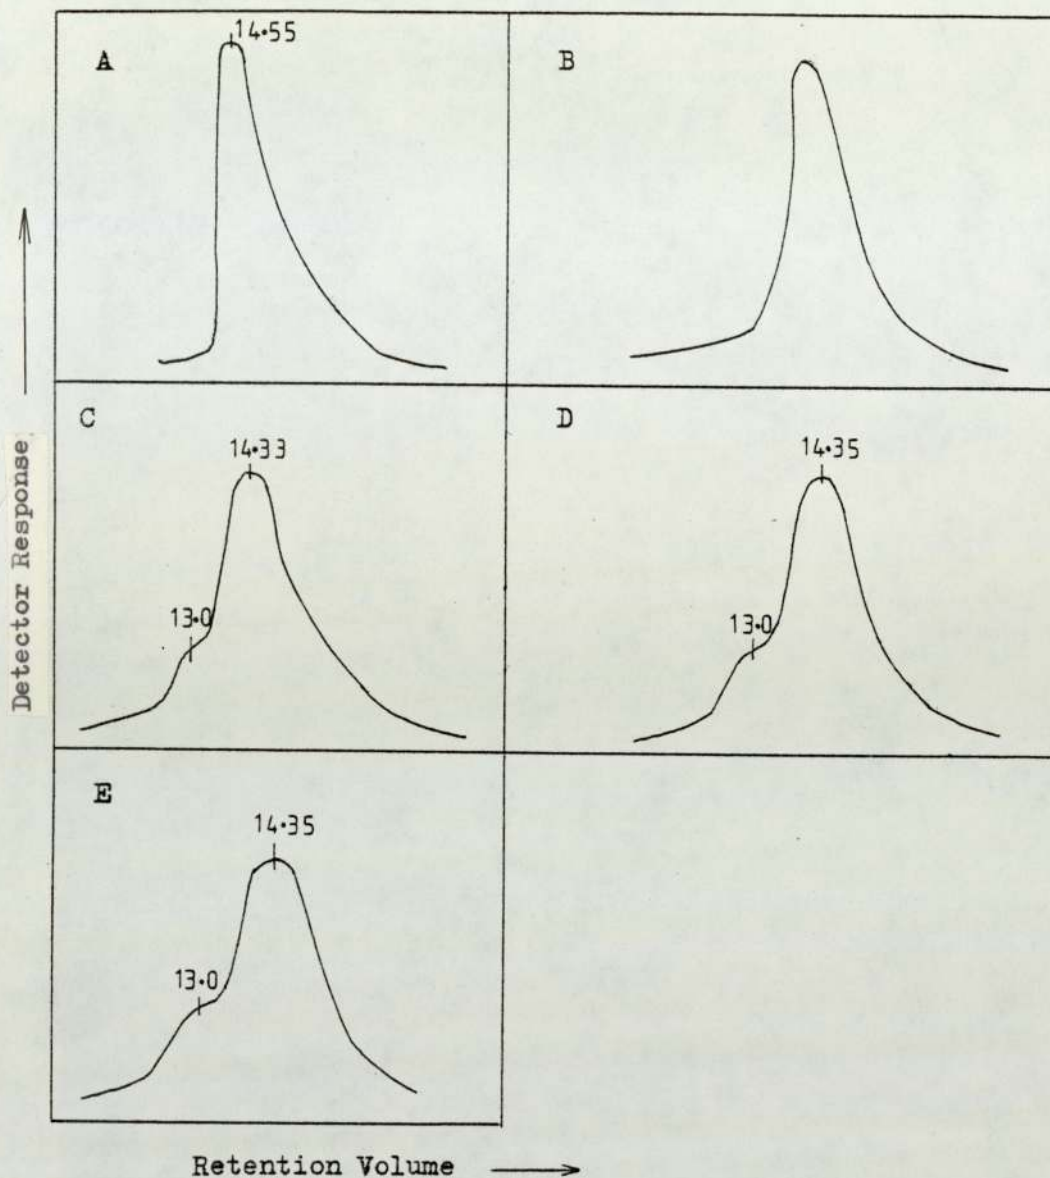 A
14·55
B
C
14·33
13·0
D
14·35
13·0
E
14·35
13·0
Detector Response
Retention Volume